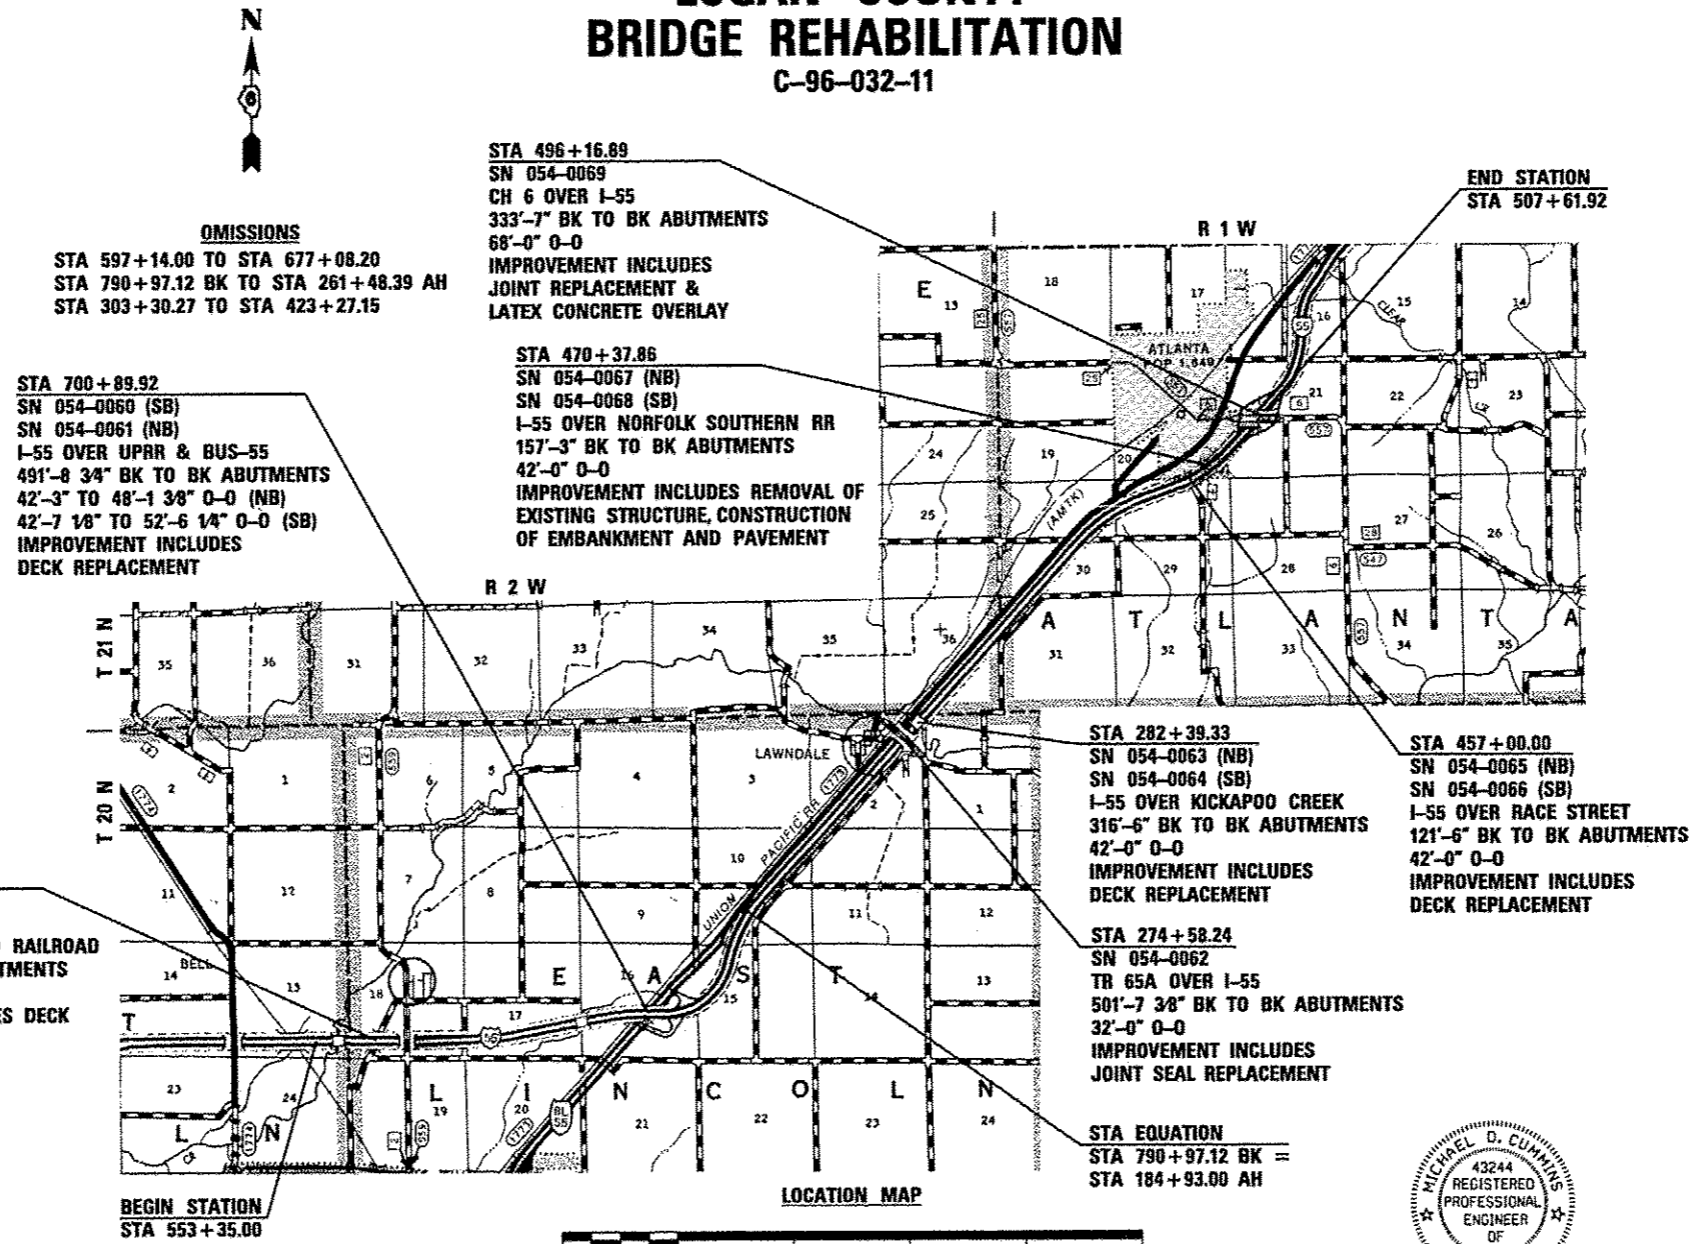 BRIDGE REHABILITATION
C-96-032-11
N
OMISSIONS
STA 597+14.00 TO STA 677+08.20
STA 790+97.12 BK TO STA 261+48.39 AH
STA 303+30.27 TO STA 423+27.15
STA 496+16.89
SN 054-0069
CH 6 OVER I-55
333'-7" BK TO BK ABUTMENTS
68'-0" O-O
IMPROVEMENT INCLUDES
JOINT REPLACEMENT &
LATEX CONCRETE OVERLAY
END STATION
STA 507+61.92
STA 470+37.86
SN 054-0067 (NB)
SN 054-0068 (SB)
I-55 OVER NORFOLK SOUTHERN RR
157'-3" BK TO BK ABUTMENTS
42'-0" O-O
IMPROVEMENT INCLUDES REMOVAL OF
EXISTING STRUCTURE, CONSTRUCTION
OF EMBANKMENT AND PAVEMENT
STA 700+89.92
SN 054-0060 (SB)
SN 054-0061 (NB)
I-55 OVER UPRR & BUS-55
491'-8 3/4" BK TO BK ABUTMENTS
42'-3" TO 48'-1 3/8" O-O (NB)
42'-7 1/8" TO 52'-6 1/4" O-O (SB)
IMPROVEMENT INCLUDES
DECK REPLACEMENT
R 1 W
R 2 W
T 21 N
T 20 N
ATLANTA
POP. 1,649
CLEAR
(AMTK)
A T L A N T A
LAWNDALE
UNION PACIFIC RR
E A S T
L I N C O L N
RAILROAD
TMENTS
ES DECK
STA 282+39.33
SN 054-0063 (NB)
SN 054-0064 (SB)
I-55 OVER KICKAPOO CREEK
316'-6" BK TO BK ABUTMENTS
42'-0" O-O
IMPROVEMENT INCLUDES
DECK REPLACEMENT
STA 457+00.00
SN 054-0065 (NB)
SN 054-0066 (SB)
I-55 OVER RACE STREET
121'-6" BK TO BK ABUTMENTS
42'-0" O-O
IMPROVEMENT INCLUDES
DECK REPLACEMENT
STA 274+58.24
SN 054-0062
TR 65A OVER I-55
501'-7 3/8" BK TO BK ABUTMENTS
32'-0" O-O
IMPROVEMENT INCLUDES
JOINT SEAL REPLACEMENT
STA EQUATION
STA 790+97.12 BK =
STA 184+93.00 AH
BEGIN STATION
STA 553+35.00
LOCATION MAP
MICHAEL D. CUMMINS
43244
REGISTERED
PROFESSIONAL
ENGINEER
OF